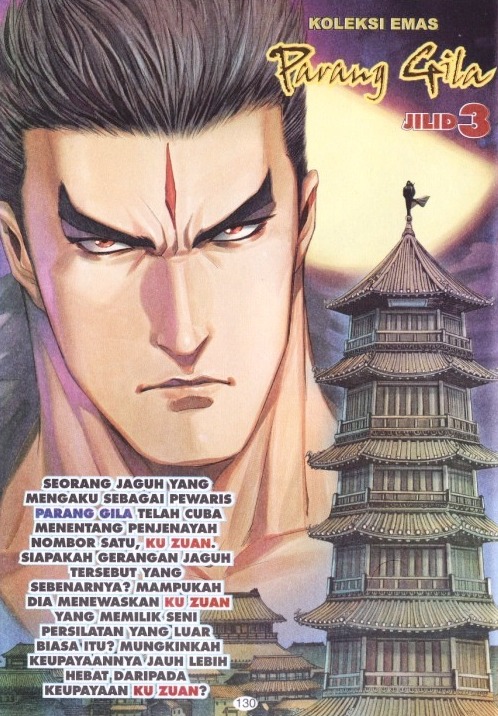 KOLEKSI EMAS
Parang Gila
JILID 3
SEORANG JAGUH YANG
MENGAKU SEBAGAI PEWARIS
PARANG GILA TELAH CUBA
MENENTANG PENJENAYAH
NOMBOR SATU, KU ZUAN.
SIAPAKAH GERANGAN JAGUH
TERSEBUT YANG
SEBENARNYA? MAMPUKAH
DIA MENEWASKAN KU ZUAN
YANG MEMILIK SENI
PERSILATAN YANG LUAR
BIASA ITU? MUNGKINKAH
KEUPAYAANNYA JAUH LEBIH
HEBAT DARIPADA
KEUPAYAAN KU ZUAN?
130